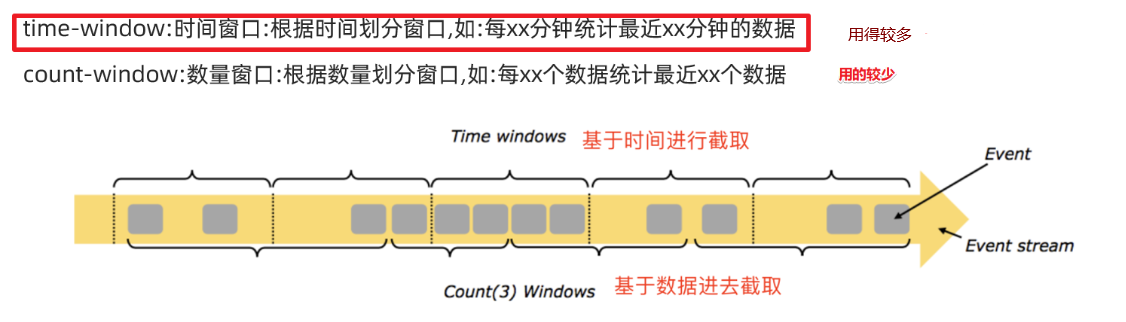 time-window:时间窗口:根据时间划分窗口,如:每xx分钟统计最近xx分钟的数据 用得较多
count-window:数量窗口:根据数量划分窗口,如:每xx个数据统计最近xx个数据 用的较少
Time windows 基于时间进行截取
Event
Event stream
Count(3) Windows 基于数据进去截取